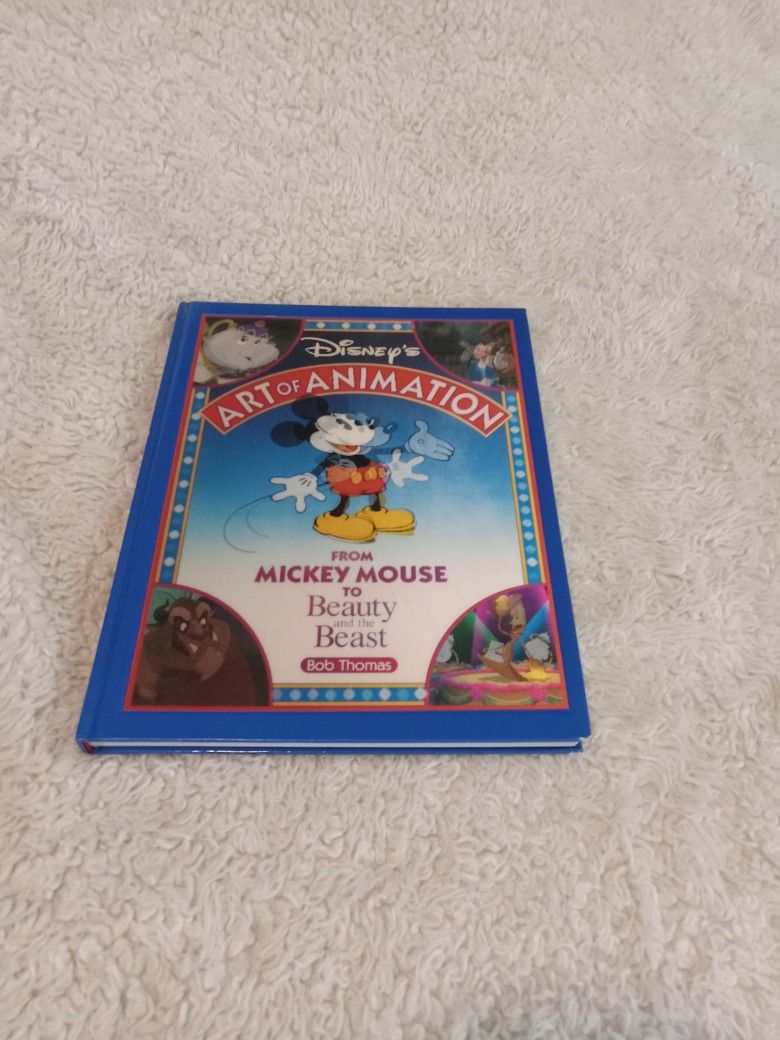 Disney's
ART OF ANIMATION
FROM
MICKEY MOUSE
TO
Beauty
and the
Beast
Bob Thomas